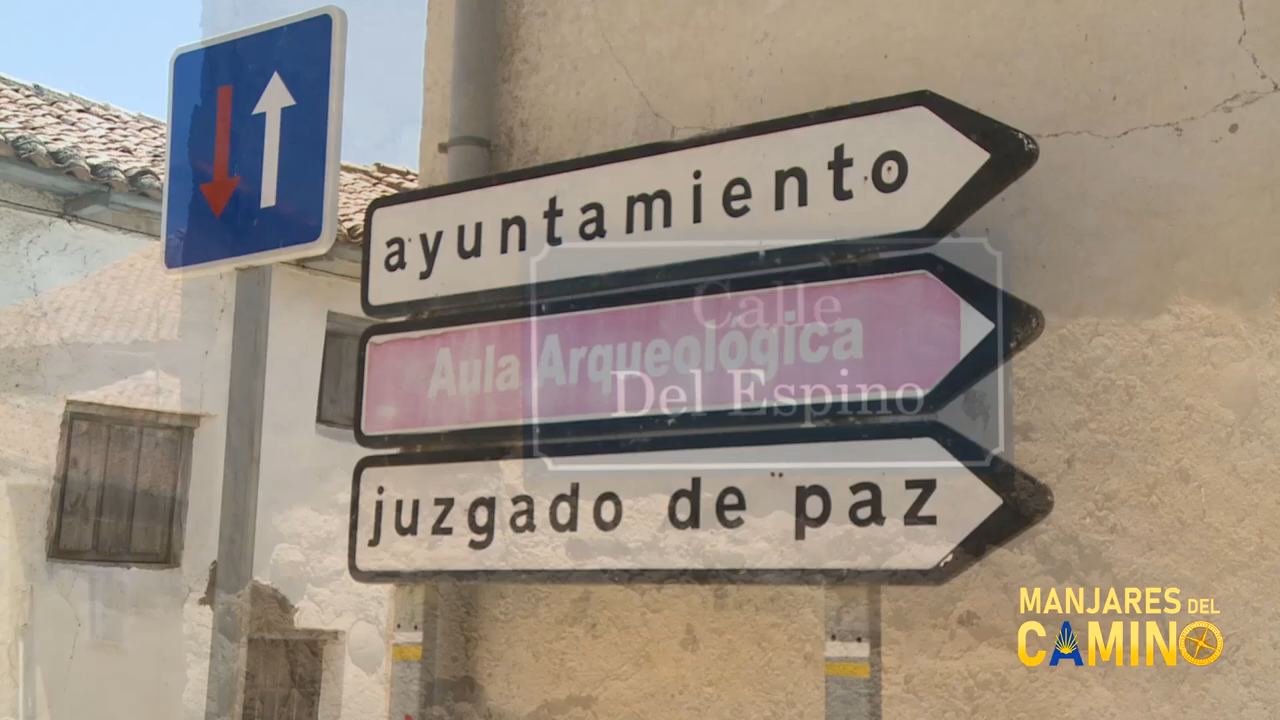 ayuntamiento
Aula Arqueológica
Calle
Del Espino
juzgado de paz
MANJARES DEL
CAMINO